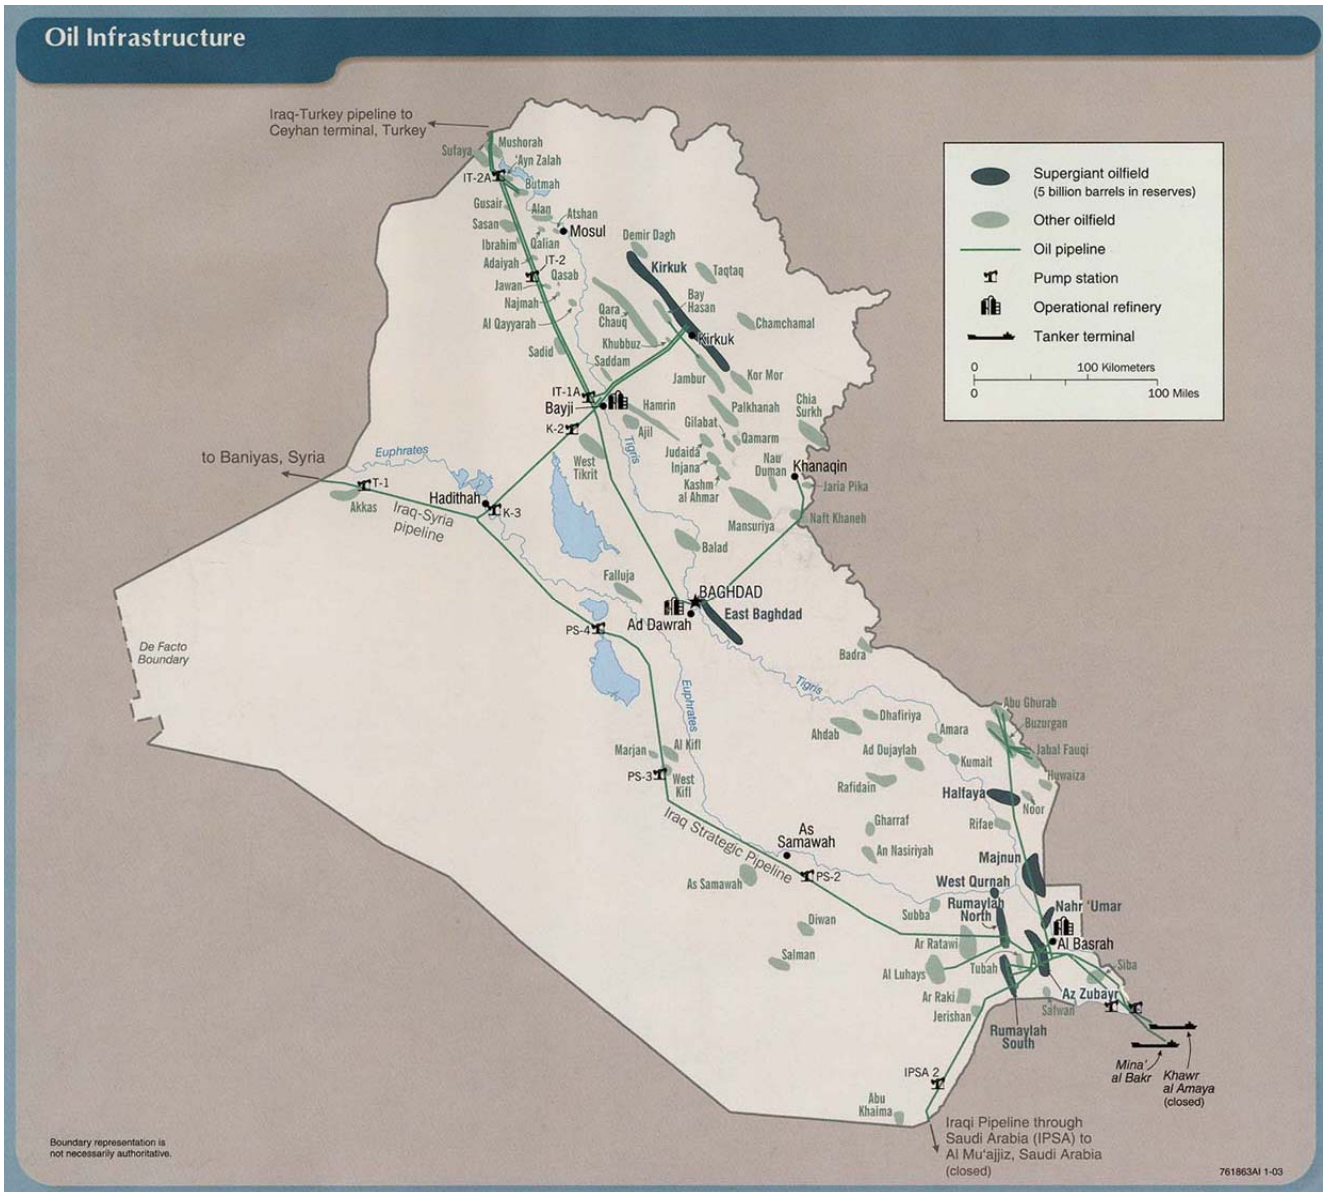 Oil Infrastructure
Iraq-Turkey pipeline to
Ceyhan terminal, Turkey
Supergiant oilfield
(5 billion barrels in reserves)
Other oilfield
Oil pipeline
Pump station
Operational refinery
Tanker terminal
0
100 Kilometers
0
100 Miles
Mushorah
Sufaya
'Ayn Zalah
IT-2A
Butmah
Gusair
Alan
Atshan
Sasan
Mosul
Ibrahim
Qalian
Demir Dagh
Adaiyah
IT-2
Kirkuk
Taqtaq
Qasab
Jawan
Najmah
Bay
Hasan
Qara
Chauq
Al Qayyarah
Chamchamal
Khubbuz
Kirkuk
Sadid
Saddam
Jambur
Kor Mor
IT-1A
Bayji
Hamrin
Palkhanah
Chia
Surkh
K-2
Ajil
Gilabat
Qamarm
Tigris
Judaida
Injana
Nau
Duman
Khanaqin
West
Tikrit
Kashm
al Ahmar
Jaria Pika
Euphrates
to Baniyas, Syria
T-1
Akkas
Hadithah
K-3
Iraq-Syria
pipeline
Mansuriya
Naft Khaneh
Balad
Falluja
BAGHDAD
East Baghdad
Ad Dawrah
PS-4
De Facto
Boundary
Badra
Tigris
Euphrates
Abu Ghurab
Dhafiriya
Buzurgan
Ahdab
Amara
Marjan
Al Kifl
Ad Dujaylah
Jabal Fauqi
Kumait
PS-3
West
Kifl
Huwaiza
Rafidain
Halfaya
Noor
Iraq Strategic Pipeline
Gharraf
Rifae
As
Samawah
An Nasiriyah
Majnun
As Samawah
PS-2
West Qurnah
Rumaylah
North
Subba
Nahr 'Umar
Diwan
Ar Ratawi
Al Basrah
Salman
Al Luhays
Tubah
Siba
Ar Raki
Az Zubayr
Jerishan
Safwan
Rumaylah
South
IPSA 2
Mina'
al Bakr
Khawr
al Amaya
(closed)
Abu
Khaima
Iraqi Pipeline through
Saudi Arabia (IPSA) to
Al Mu'ajjiz, Saudi Arabia
(closed)
Boundary representation is
not necessarily authoritative.
761863AI 1-03